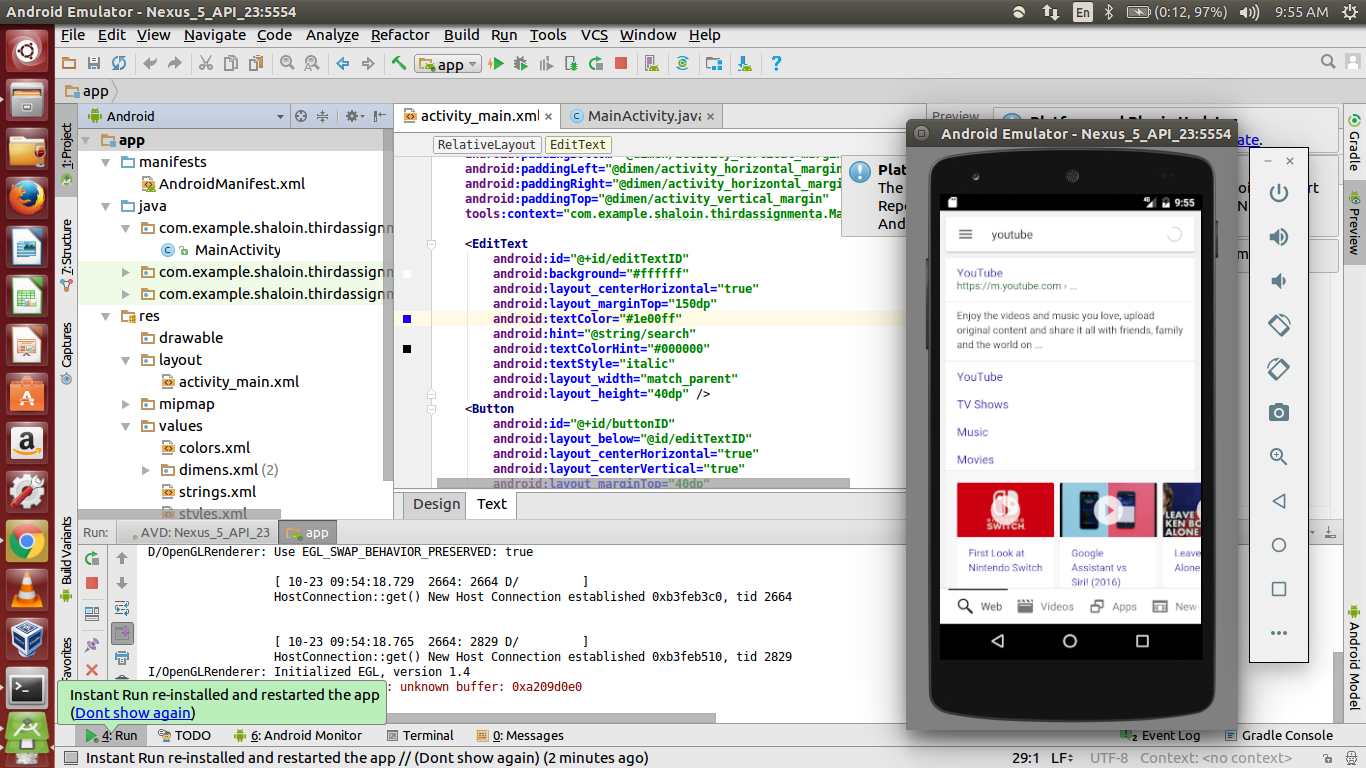 Android Emulator - Nexus_5_API_23:5554
En
(0:12, 97%)
9:55 AM
File Edit View Navigate Code Analyze Refactor Build Run Tools VCS Window Help
app
app
Android
activity_main.xml
MainActivity.java
Preview
1: Project
7: Structure
Captures
Build Variants
Favorites
app
manifests
AndroidManifest.xml
java
com.example.shaloin.thirdassignm
MainActivity
com.example.shaloin.thirdassignm
com.example.shaloin.thirdassignm
res
drawable
layout
activity_main.xml
mipmap
values
colors.xml
dimens.xml (2)
strings.xml
styles.xml
RelativeLayout EditText
android:paddingLeft="@dimen/activity_horizontal_margin
android:paddingRight="@dimen/activity_horizontal_margi
android:paddingTop="@dimen/activity_vertical_margin"
tools:context="com.example.shaloin.thirdassignmenta.Ma
<EditText
android:id="@+id/editTextID"
android:background="#ffffff"
android:layout_centerHorizontal="true"
android:layout_marginTop="150dp"
android:textColor="#1e00ff"
android:hint="@string/search"
android:textColorHint="#000000"
android:textStyle="italic"
android:layout_width="match_parent"
android:layout_height="40dp" />
<Button
android:id="@+id/buttonID"
android:layout_below="@id/editTextID"
android:layout_centerHorizontal="true"
android:layout_centerVertical="true"
android:layout_marginTop="40dp"
Design Text
Plat
The
Repo
And
ate.
Android Emulator - Nexus_5_API_23:5554
9:55
youtube
YouTube
https://m.youtube.com › ...
Enjoy the videos and music you love, upload
original content and share it all with friends, family
and the world on ...
YouTube
TV Shows
Music
Movies
SWITCH.
LEAVE
KEN BO
ALONE
First Look at
Nintendo Switch
Google
Assistant vs
Siri! (2016)
Leave
Alone
Web Videos Apps New
Gradle
Preview
Android Model
Run:
AVD: Nexus_5_API_23
app
D/OpenGLRenderer: Use EGL_SWAP_BEHAVIOR_PRESERVED: true
[ 10-23 09:54:18.729 2664: 2664 D/ ]
HostConnection::get() New Host Connection established 0xb3feb3c0, tid 2664
[ 10-23 09:54:18.765 2664: 2829 D/ ]
HostConnection::get() New Host Connection established 0xb3feb510, tid 2829
I/OpenGLRenderer: Initialized EGL, version 1.4
: unknown buffer: 0xa209d0e0
Instant Run re-installed and restarted the app
(Dont show again)
4: Run TODO 6: Android Monitor Terminal 0: Messages
2 Event Log Gradle Console
Instant Run re-installed and restarted the app // (Dont show again) (2 minutes ago)
29:1 LF UTF-8 Context: <no context>